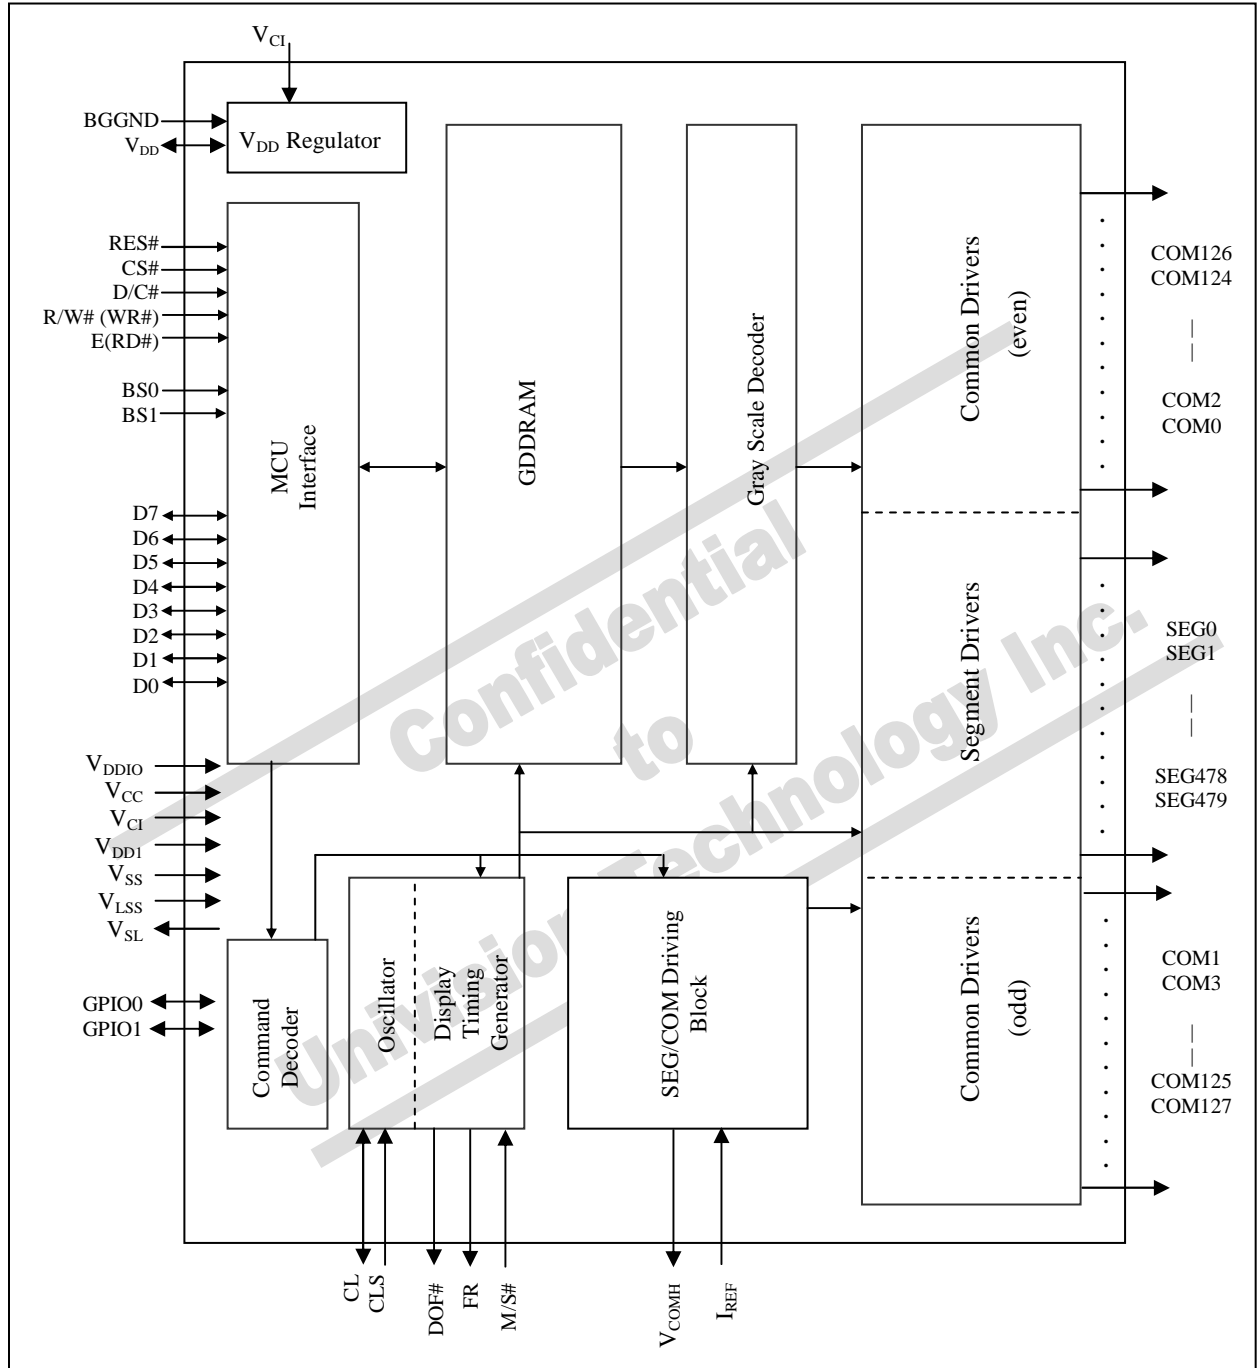 VCI
BGGND
VDD
VDD Regulator
RES#
CS#
D/C#
R/W# (WR#)
E(RD#)
BS0
BS1
D7
D6
D5
D4
D3
D2
D1
D0
MCU
Interface
GDDRAM
Gray Scale Decoder
Common Drivers
(even)
Segment Drivers
Common Drivers
(odd)
COM126
COM124
COM2
COM0
SEG0
SEG1
SEG478
SEG479
COM1
COM3
COM125
COM127
VDDIO
VCC
VCI
VDD1
VSS
VLSS
VSL
GPIO0
GPIO1
Command
Decoder
Oscillator
Display
Timing
Generator
SEG/COM Driving
Block
CL
CLS
DOF#
FR
M/S#
VCOMH
IREF
Confidential
to
Univision Technology Inc.